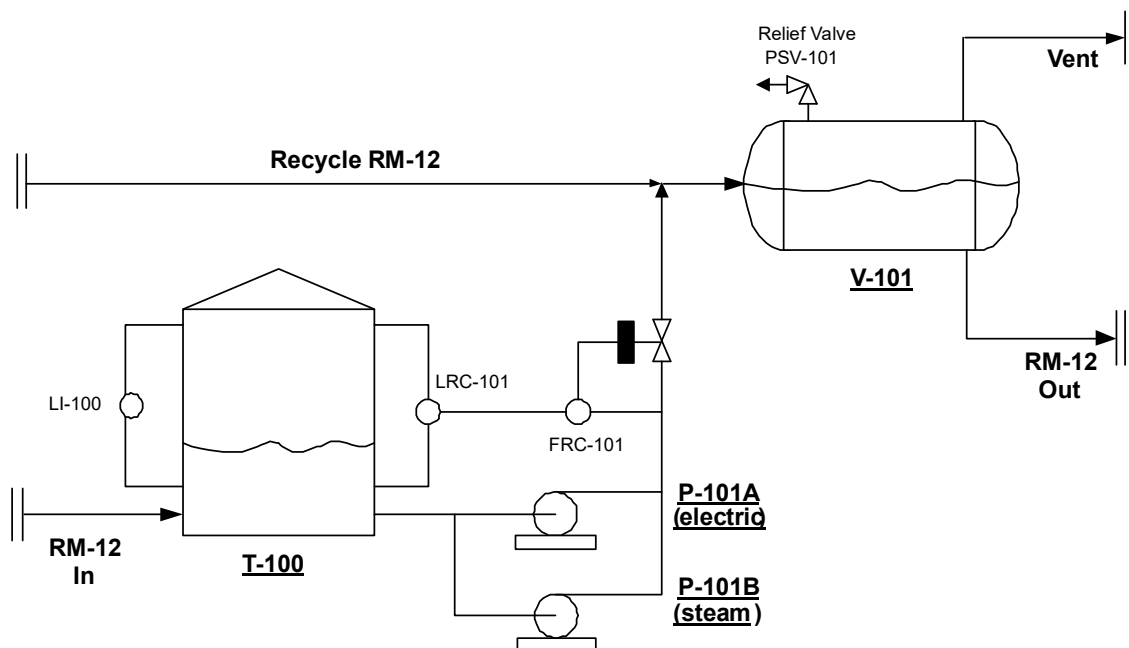 Relief Valve
PSV-101
Vent
Recycle RM-12
V-101
LRC-101
LI-100
RM-12
Out
FRC-101
P-101A
(electric)
RM-12
In
T-100
P-101B
(steam)